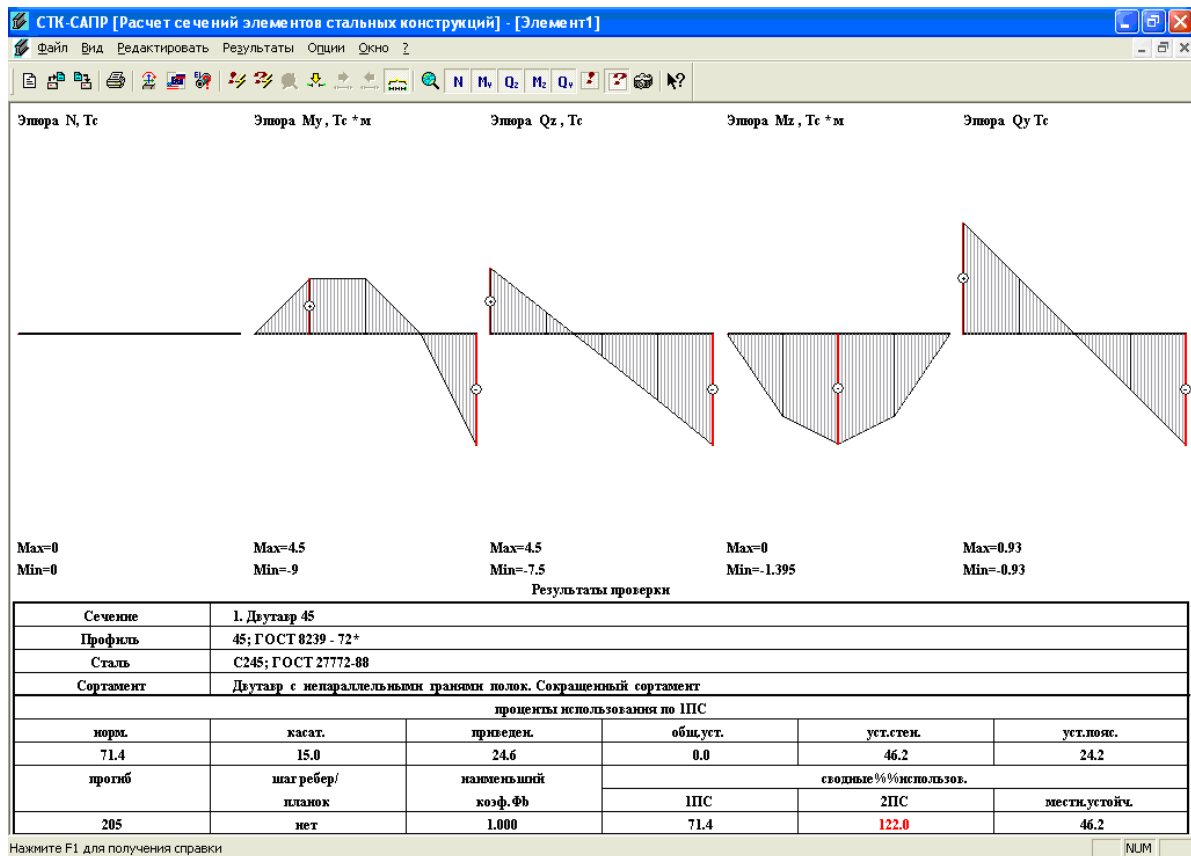 СТК-САПР [Расчет сечений элементов стальных конструкций] - [Элемент1]
Файл Вид Редактировать Результаты Опции Окно ?
N My Qz Mz Qy
Эпюра N, Тс Эпюра My , Тс *м Эпюра Qz , Тс Эпюра Mz , Тс *м Эпюра Qy Тс
Max=0 Max=4.5 Max=4.5 Max=0 Max=0.93
Min=0 Min=-9 Min=-7.5 Min=-1.395 Min=-0.93
Результаты проверки
Сечение 1. Двутавр 45
Профиль 45; ГОСТ 8239 - 72*
Сталь С245; ГОСТ 27772-88
Сортамент Двутавр с непараллельными гранями полок. Сокращенный сортамент
проценты использования по 1ПС
норм. касат. приведен. общ.уст. уст.стен. уст.пояс.
71.4 15.0 24.6 0.0 46.2 24.2
прогиб шаг ребер/ наименьший сводные%%использов.
планок коэф.Фb 1ПС 2ПС местн.устойч.
205 нет 1.000 71.4 122.0 46.2
Нажмите F1 для получения справки NUM